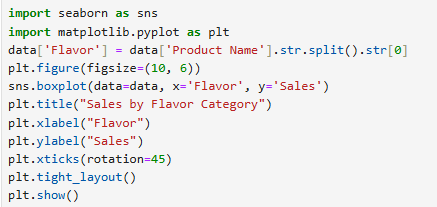 import seaborn as sns
import matplotlib.pyplot as plt
data['Flavor'] = data['Product Name'].str.split().str[0]
plt.figure(figsize=(10, 6))
sns.boxplot(data=data, x='Flavor', y='Sales')
plt.title("Sales by Flavor Category")
plt.xlabel("Flavor")
plt.ylabel("Sales")
plt.xticks(rotation=45)
plt.tight_layout()
plt.show()